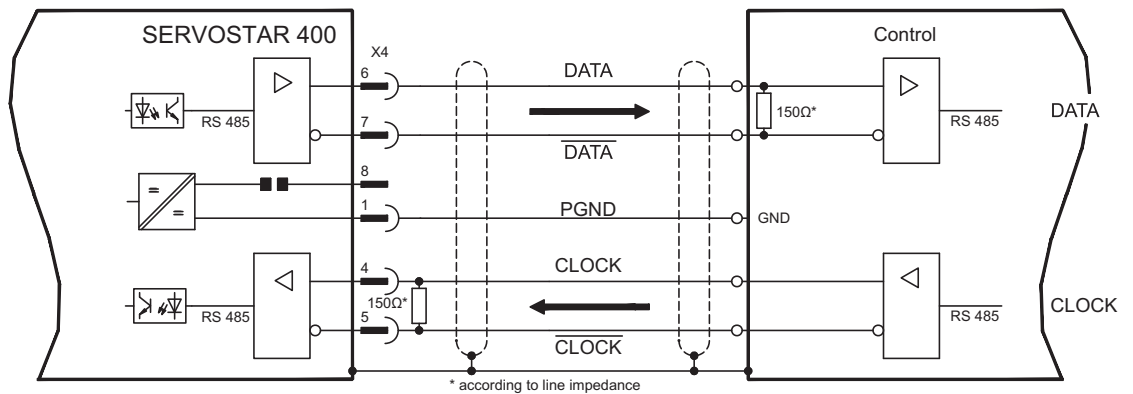 SERVOSTAR 400
X4
Control
6
DATA
RS 485
150Ω*
RS 485
DATA
7
DATA
8
=
=
1
PGND
GND
4
CLOCK
RS 485
150Ω*
RS 485
CLOCK
5
CLOCK
* according to line impedance